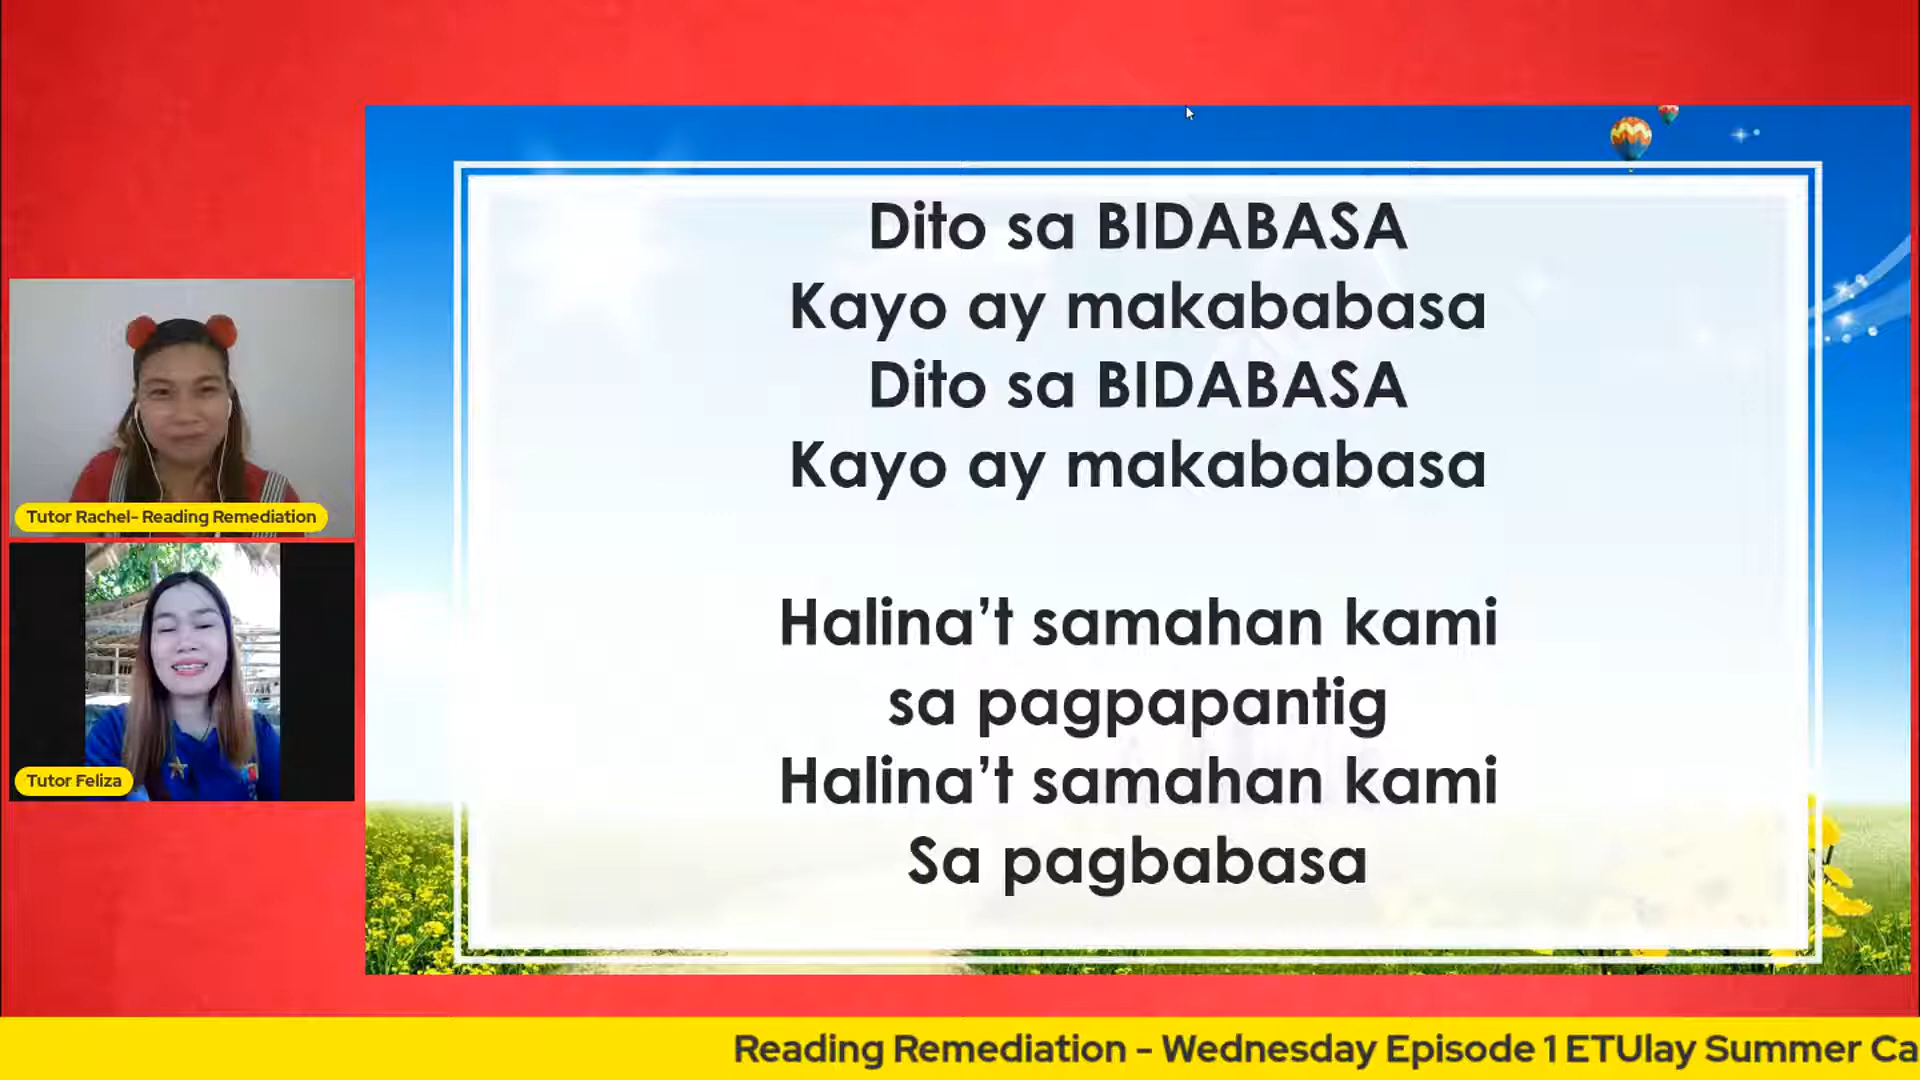 Dito sa BIDABASA
Kayo ay makababasa
Dito sa BIDABASA
Kayo ay makababasa
Halina't samahan kami
sa pagpapantig
Halina't samahan kami
Sa pagbabasa
Tutor Rachel- Reading Remediation
Tutor Feliza
Reading Remediation - Wednesday Episode 1 ETUlay Summer Ca